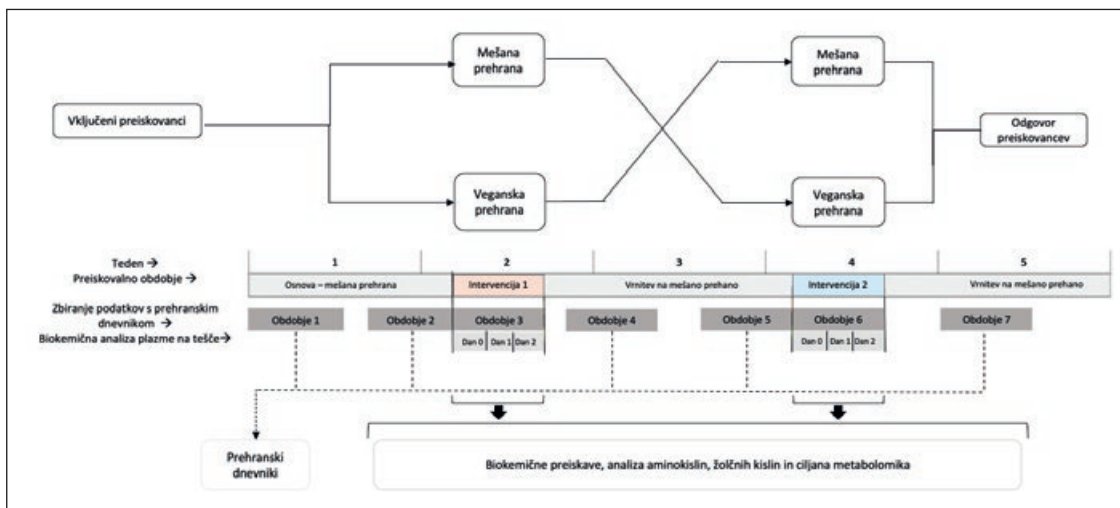 Mešana
prehrana
Mešana
prehrana
Vključeni preiskovanci
Odgovor
preiskovancev
Veganska
prehrana
Veganska
prehrana
Teden →
1
2
3
4
5
Preiskovalno obdobje →
Osnova – mešana prehrana
Intervencija 1
Vrnitev na mešano prehano
Intervencija 2
Vrnitev na mešano prehano
Zbiranje podatkov s prehranskim
dnevnikom →
Obdobje 1
Obdobje 2
Obdobje 3
Obdobje 4
Obdobje 5
Obdobje 6
Obdobje 7
Biokemična analiza plazme na tešče→
Dan 0
Dan 1
Dan 2
Dan 0
Dan 1
Dan 2
Prehranski
dnevniki
Biokemične preiskave, analiza aminokislin, žolčnih kislin in ciljana metabolomika